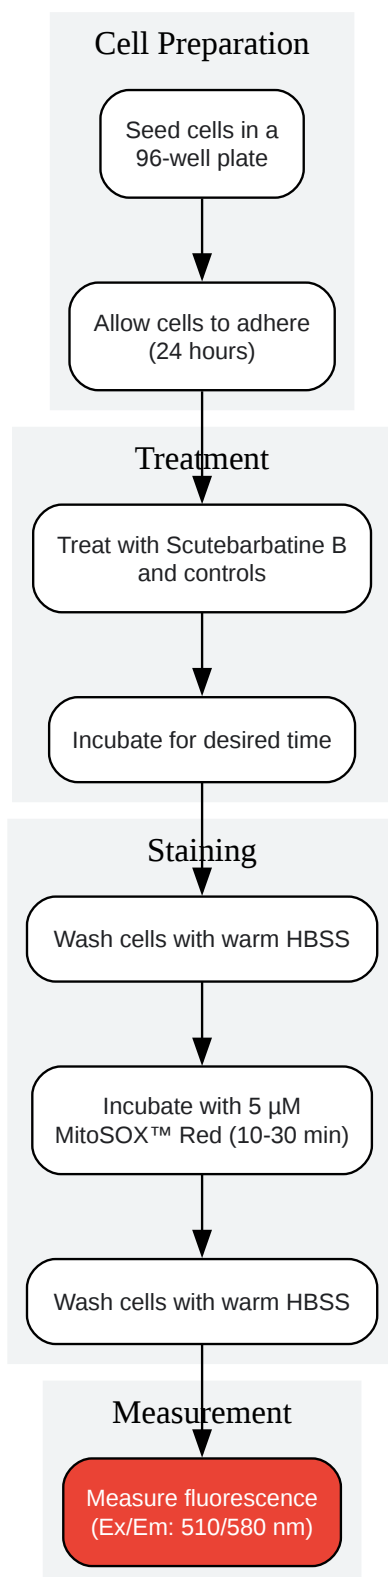 Cell Preparation
Seed cells in a
96-well plate
Allow cells to adhere
(24 hours)
Treatment
Treat with Scutebarbatine B
and controls
Incubate for desired time
Staining
Wash cells with warm HBSS
Incubate with 5 µM
MitoSOX™ Red (10-30 min)
Wash cells with warm HBSS
Measurement
Measure fluorescence
(Ex/Em: 510/580 nm)